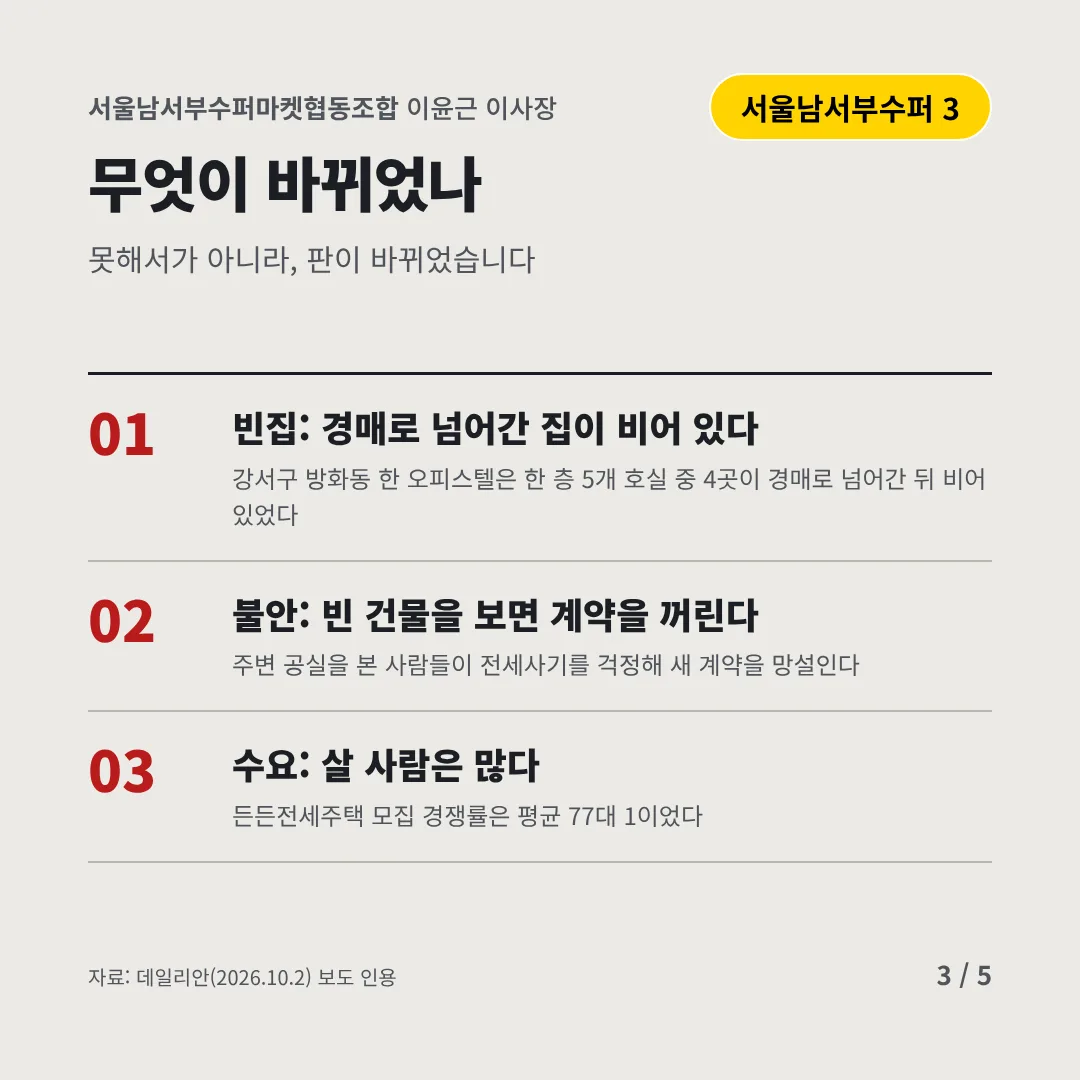 서울남서부수퍼마켓협동조합 이윤근 이사장
서울남서부수퍼 3
무엇이 바뀌었나
못해서가 아니라, 판이 바뀌었습니다
01
빈집: 경매로 넘어간 집이 비어 있다
강서구 방화동 한 오피스텔은 한 층 5개 호실 중 4곳이 경매로 넘어간 뒤 비어
있었다
02
불안: 빈 건물을 보면 계약을 꺼린다
주변 공실을 본 사람들이 전세사기를 걱정해 새 계약을 망설인다
03
수요: 살 사람은 많다
든든전세주택 모집 경쟁률은 평균 77대 1이었다
자료: 데일리안(2026.10.2) 보도 인용
3 / 5